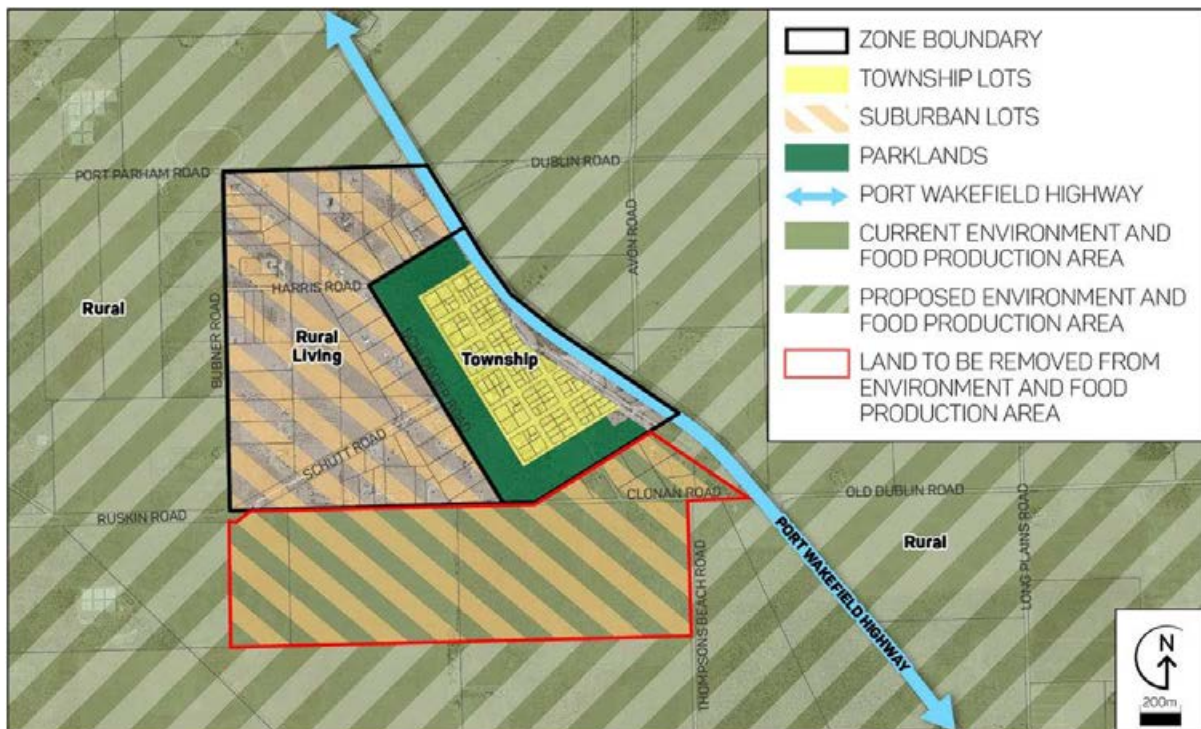 ZONE BOUNDARY
TOWNSHIP LOTS
SUBURBAN LOTS
PARKLANDS
PORT WAKEFIELD HIGHWAY
CURRENT ENVIRONMENT AND
FOOD PRODUCTION AREA
PROPOSED ENVIRONMENT AND
FOOD PRODUCTION AREA
LAND TO BE REMOVED FROM
ENVIRONMENT AND FOOD
PRODUCTION AREA
PORT PARHAM ROAD
DUBLIN ROAD
AVON ROAD
HARRIS ROAD
Rural
BUBNER ROAD
Rural
Living
Township
SCHUTT ROAD
RUSKIN ROAD
CLONAN ROAD
OLD DUBLIN ROAD
Rural
THOMPSONS BEACH ROAD
PORT WAKEFIELD HIGHWAY
LONG PLAINS ROAD
N
200m